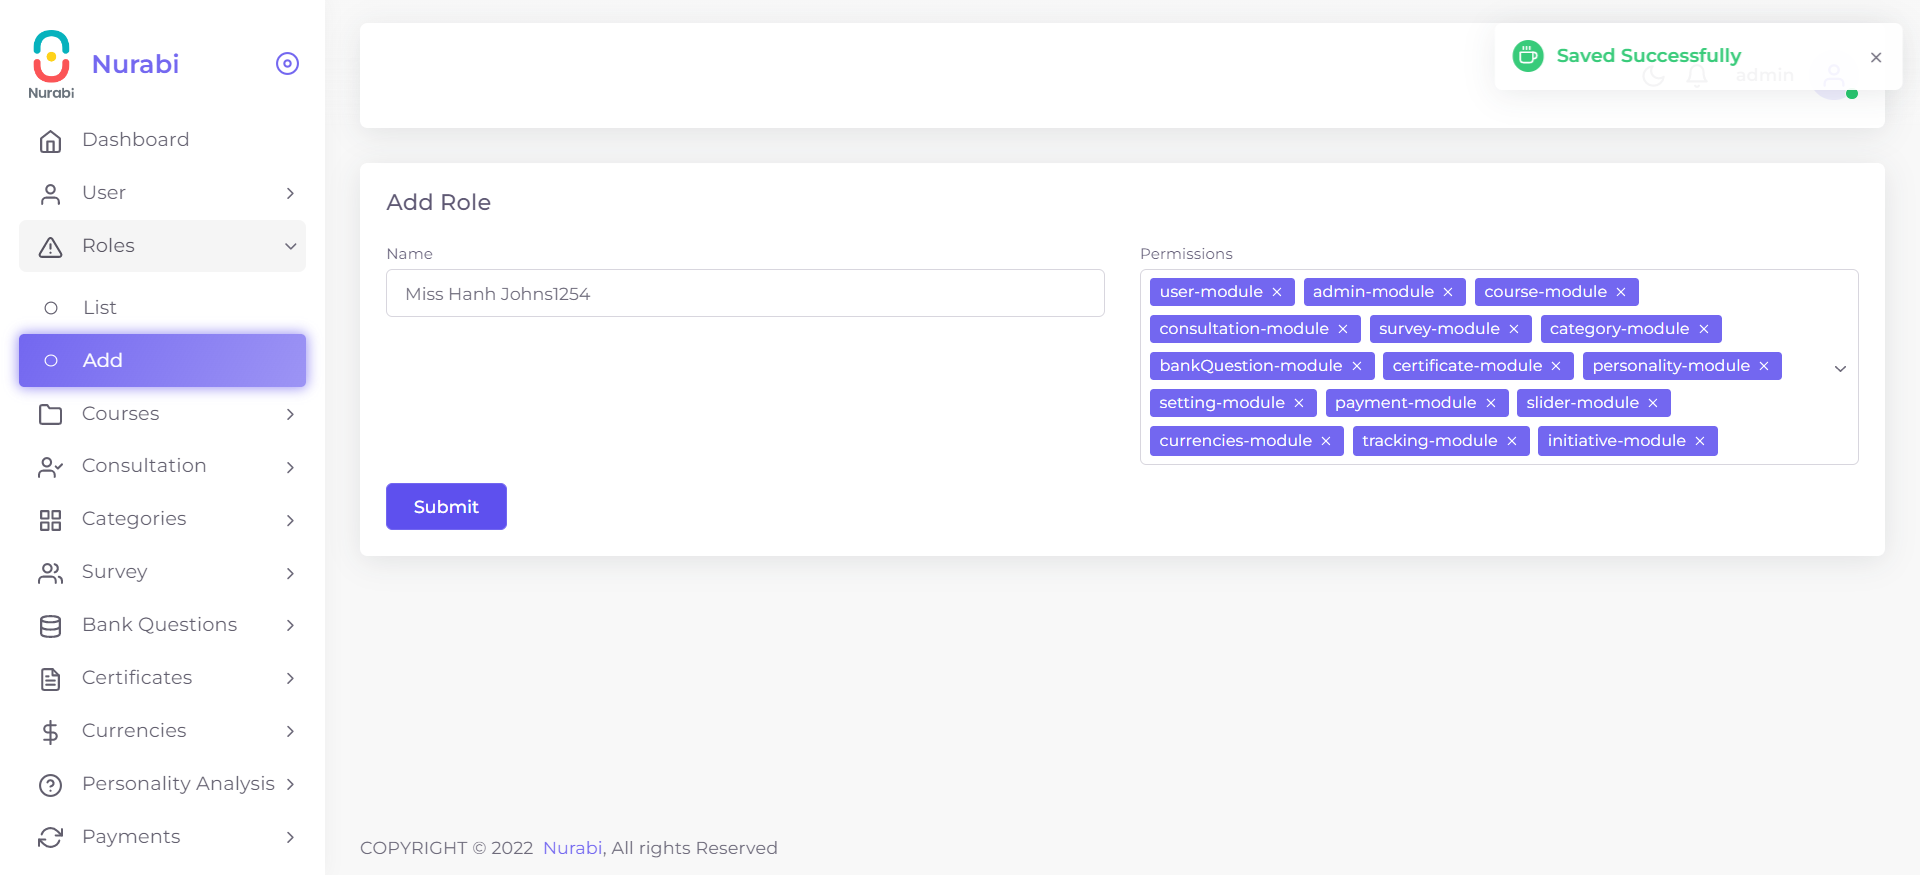 Nurabi
Nurabi
Dashboard
User
Roles
List
Add
Courses
Consultation
Categories
Survey
Bank Questions
Certificates
Currencies
Personality Analysis
Payments
Saved Successfully
admin
Add Role
Name
Miss Hanh Johns1254
Permissions
user-module
admin-module
course-module
consultation-module
survey-module
category-module
bankQuestion-module
certificate-module
personality-module
setting-module
payment-module
slider-module
currencies-module
tracking-module
initiative-module
Submit
COPYRIGHT © 2022 Nurabi, All rights Reserved